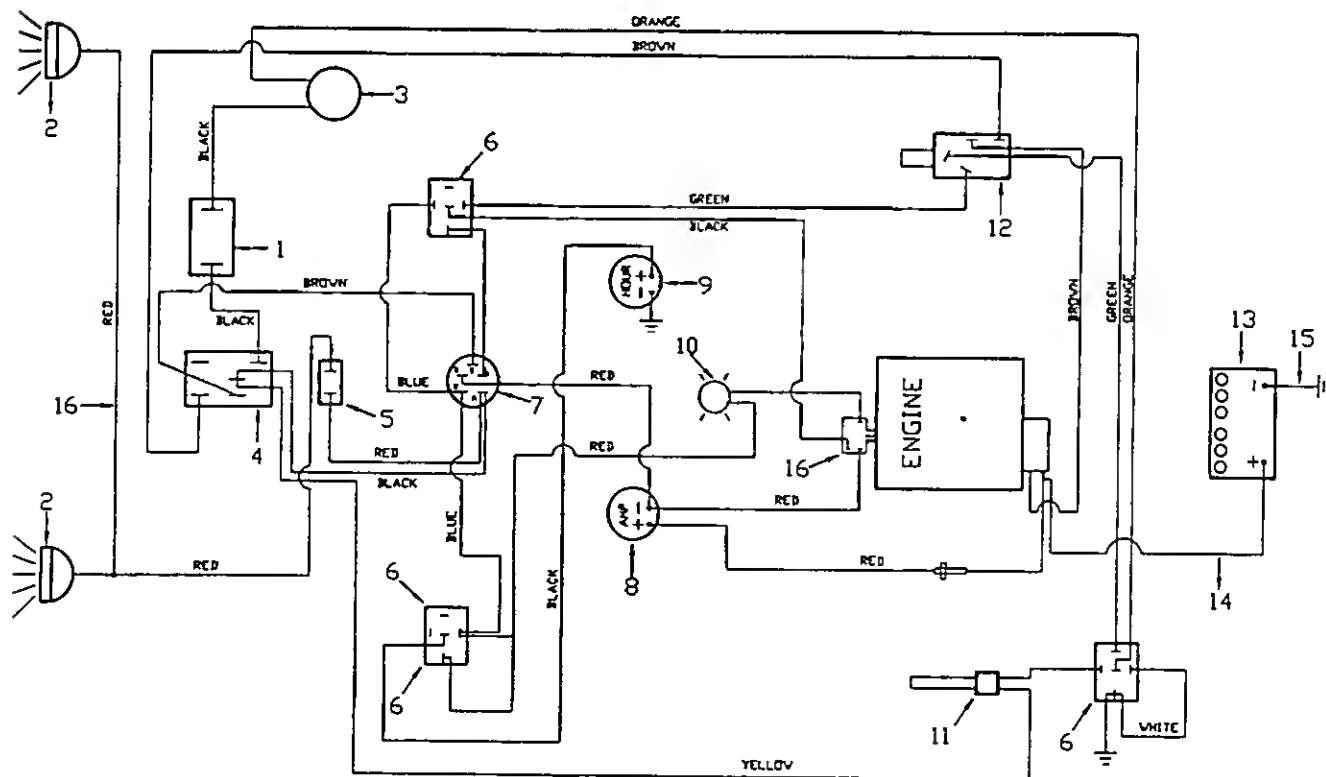 ORANGE
BROWN
2
3
BLACK
6
GREEN
BLACK
12
1
9
HOUR
+
BROWN
RED
BLACK
BROWN
GREEN
ORANGE
13
15
10
16
4
5
BLUE
7
RED
RED
RED
BLACK
ENGINE
16
+
2
BLUE
RED
AMP
+
8
RED
RED
14
BLACK
6
6
11
6
WHITE
YELLOW